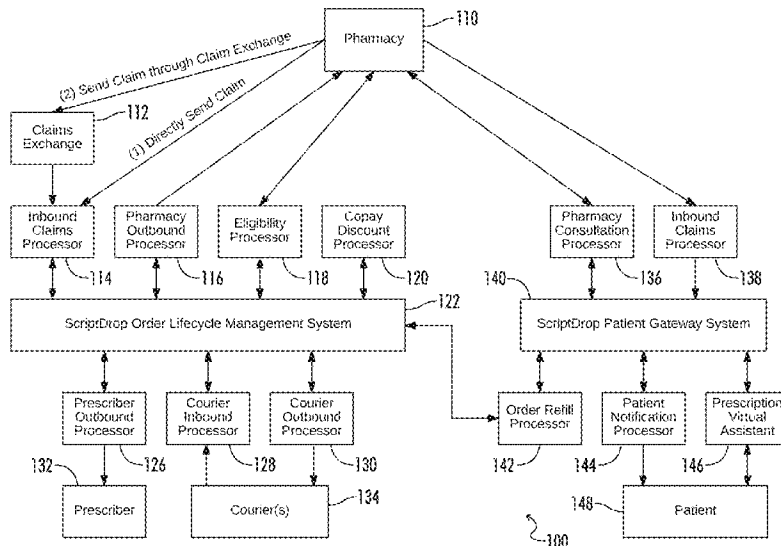 110
Pharmacy
(2) Send Claim through Claim Exchange
(1) Directly Send Claim
112
Claims
Exchange
Inbound
Claims
Processor
Pharmacy
Outbound
Processor
Eligibility
Processor
Copay
Discount
Processor
Pharmacy
Consultation
Processor
Inbound
Claims
Processor
114
116
118
120
136
138
122
140
ScriptDrop Order Lifecycle Management System
ScriptDrop Patient Gateway System
Prescriber
Outbound
Processor
Courier
Inbound
Processor
Courier
Outbound
Processor
Order Refill
Processor
Patient
Notification
Processor
Prescription
Virtual
Assistant
132
126
128
130
142
144
146
134
148
Prescriber
Courier(s)
Patient
100